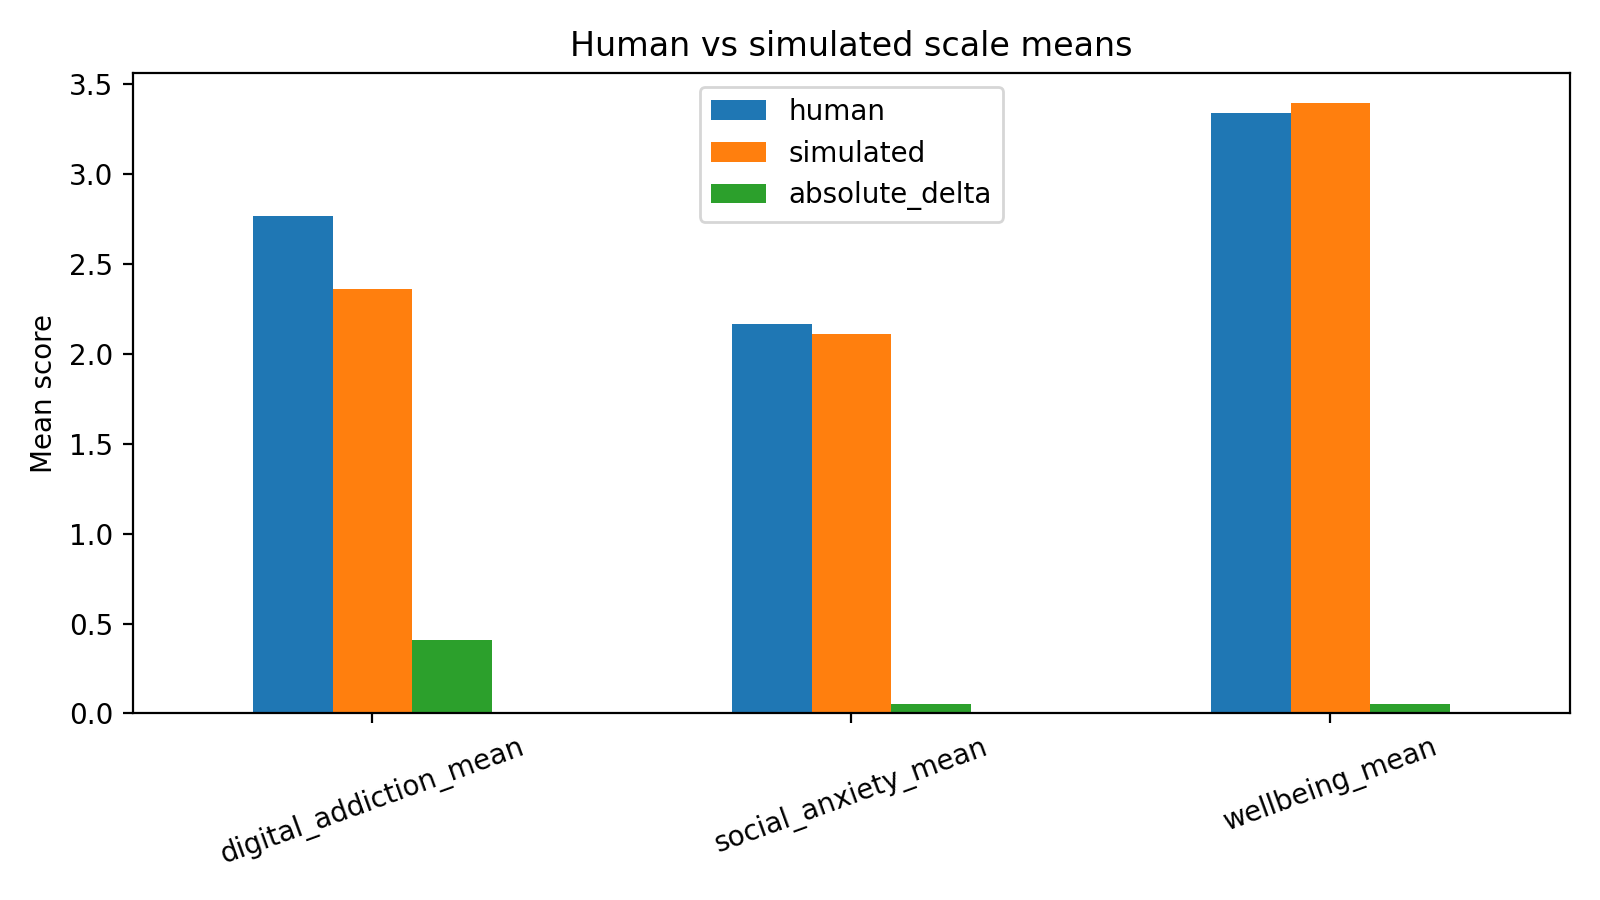 Human vs simulated scale means
human
simulated
absolute_delta
Mean score
3.5
3.0
2.5
2.0
1.5
1.0
0.5
0.0
digital_addiction_mean
social_anxiety_mean
wellbeing_mean